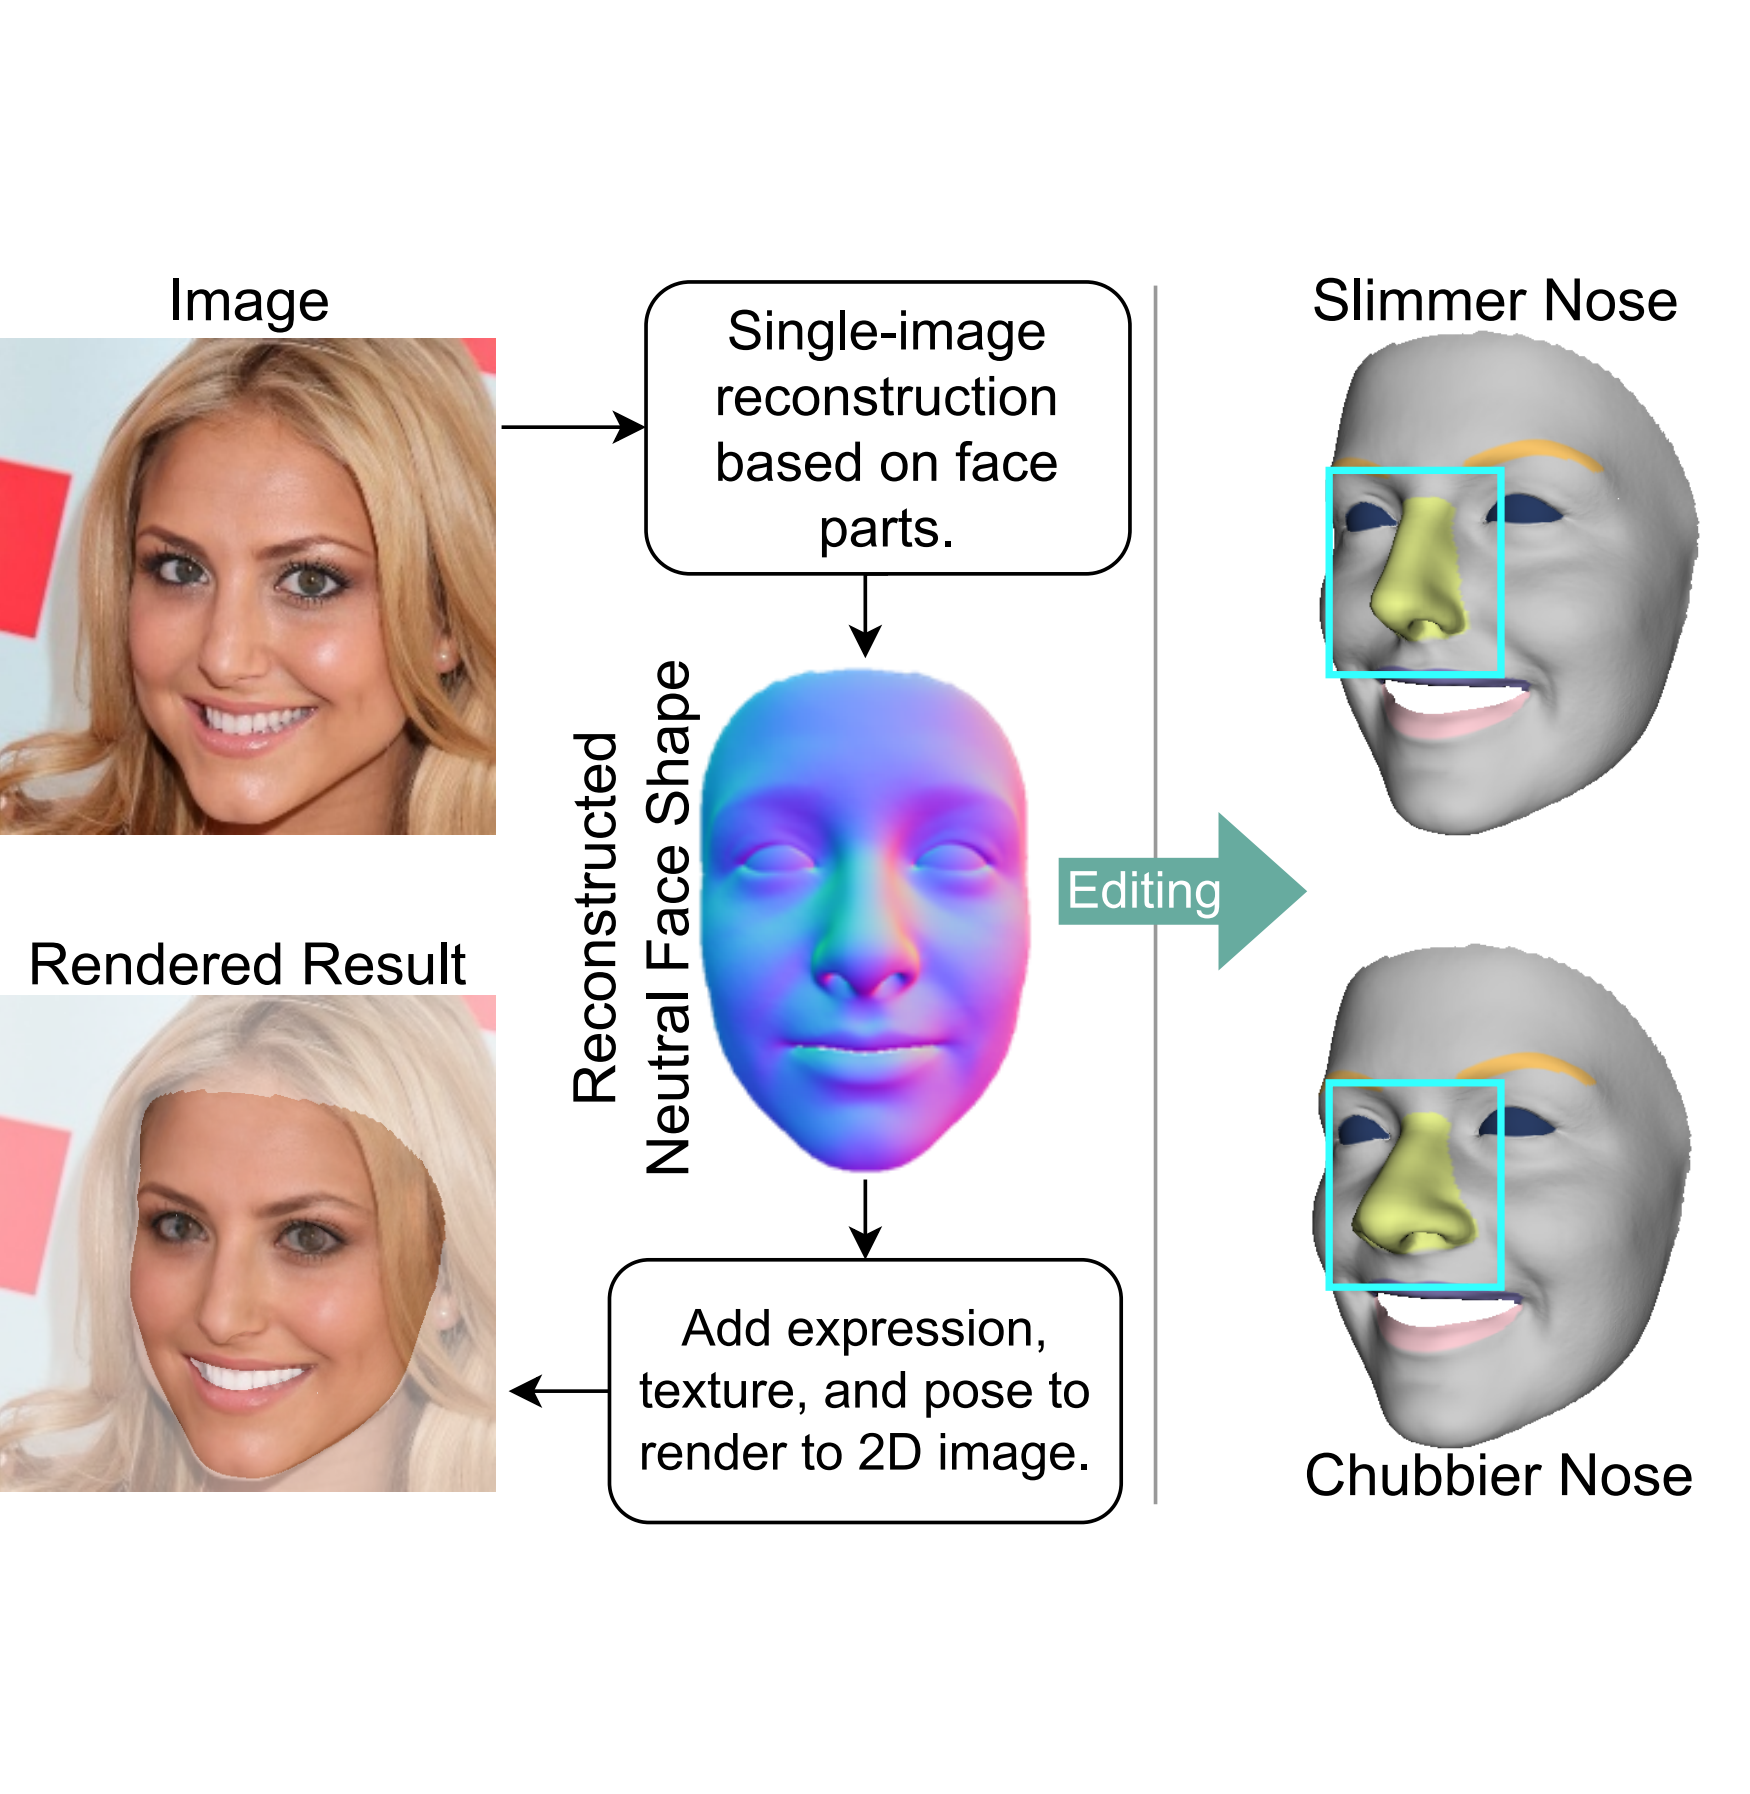 Image
Single-image
reconstruction
based on face
parts.
Reconstructed
Neutral Face Shape
Rendered Result
Add expression,
texture, and pose to
render to 2D image.
Editing
Slimmer Nose
Chubbier Nose